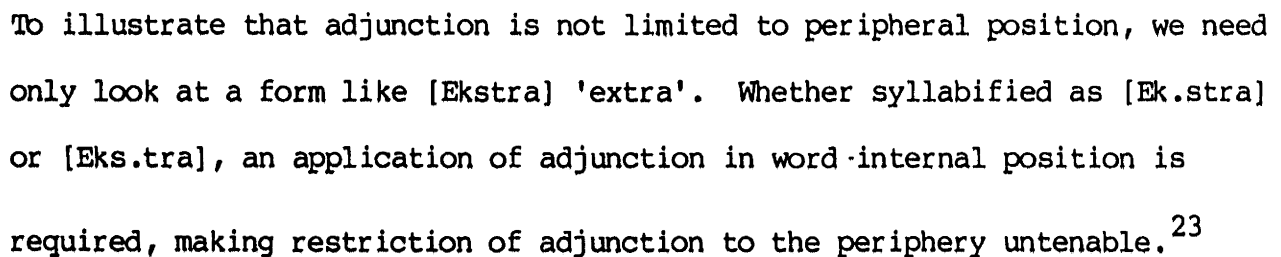 To illustrate that adjunction is not limited to peripheral position, we need
only look at a form like [Ekstra] 'extra'. Whether syllabified as [Ek.stra]
or [Eks.tra], an application of adjunction in word-internal position is
required, making restriction of adjunction to the periphery untenable.23